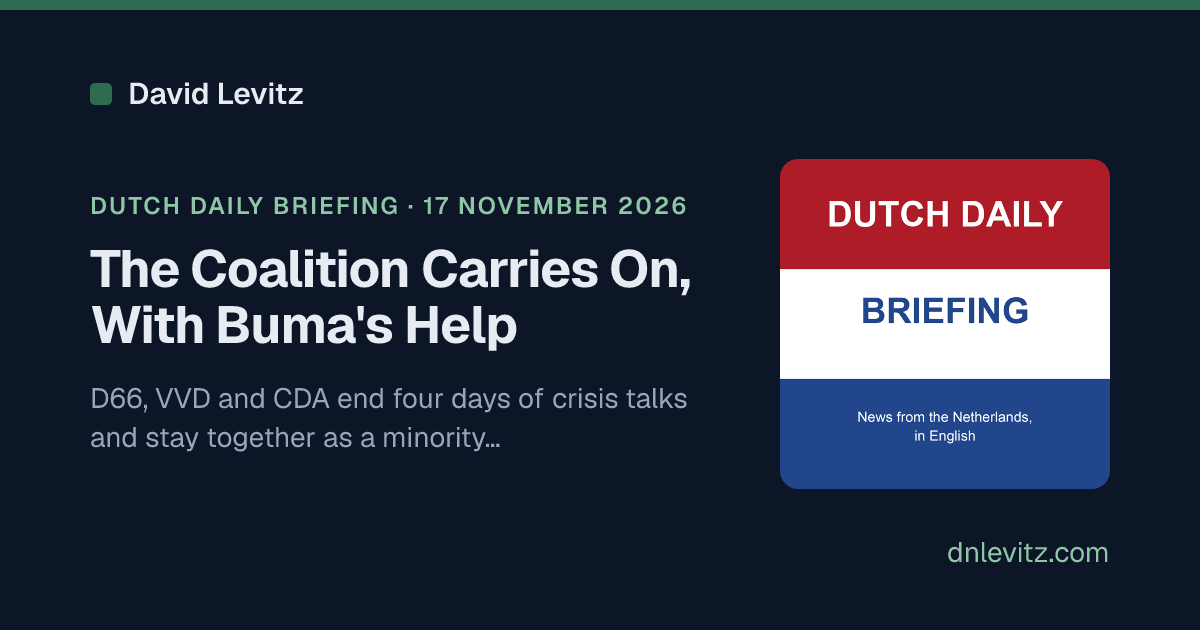 David Levitz
DUTCH DAILY BRIEFING · 17 NOVEMBER 2026
The Coalition Carries On,
With Buma's Help
D66, VVD and CDA end four days of crisis talks
and stay together as a minority...
DUTCH DAILY
BRIEFING
News from the Netherlands,
in English
dnlevitz.com